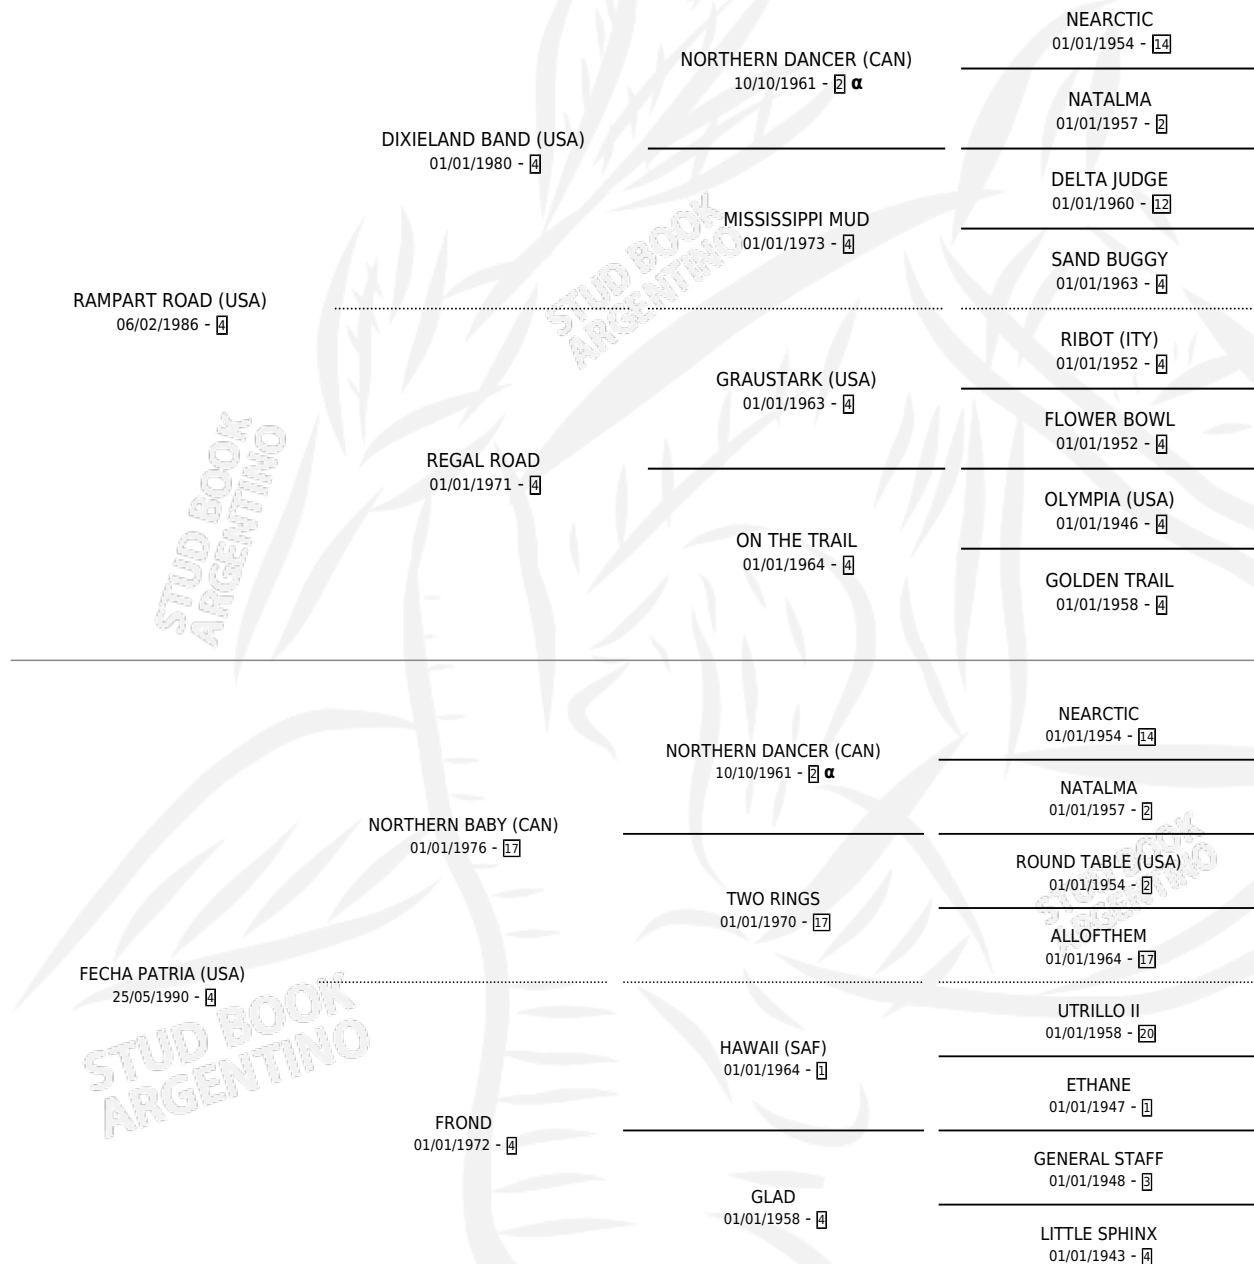 NEARCTIC
01/01/1954 - 14
NORTHERN DANCER (CAN)
10/10/1961 - 2 α
NATALMA
01/01/1957 - 2
DIXIELAND BAND (USA)
01/01/1980 - 4
DELTA JUDGE
01/01/1960 - 12
MISSISSIPPI MUD
01/01/1973 - 4
SAND BUGGY
01/01/1963 - 4
RAMPART ROAD (USA)
06/02/1986 - 4
RIBOT (ITY)
01/01/1952 - 4
GRAUSTARK (USA)
01/01/1963 - 4
FLOWER BOWL
01/01/1952 - 4
REGAL ROAD
01/01/1971 - 4
OLYMPIA (USA)
01/01/1946 - 4
ON THE TRAIL
01/01/1964 - 4
GOLDEN TRAIL
01/01/1958 - 4
STUD BOOK
ARGENTINO
STUD BOOK
ARGENTINO
NEARCTIC
01/01/1954 - 14
NORTHERN DANCER (CAN)
10/10/1961 - 2 α
NATALMA
01/01/1957 - 2
NORTHERN BABY (CAN)
01/01/1976 - 17
ROUND TABLE (USA)
01/01/1954 - 2
TWO RINGS
01/01/1970 - 17
ALLOFTHEM
01/01/1964 - 17
FECHA PATRIA (USA)
25/05/1990 - 4
UTRILLO II
01/01/1958 - 20
HAWAII (SAF)
01/01/1964 - 1
ETHANE
01/01/1947 - 1
FROND
01/01/1972 - 4
GENERAL STAFF
01/01/1948 - 3
GLAD
01/01/1958 - 4
LITTLE SPHINX
01/01/1943 - 4
STUD BOOK
ARGENTINO
STUD BOOK
ARGENTINO